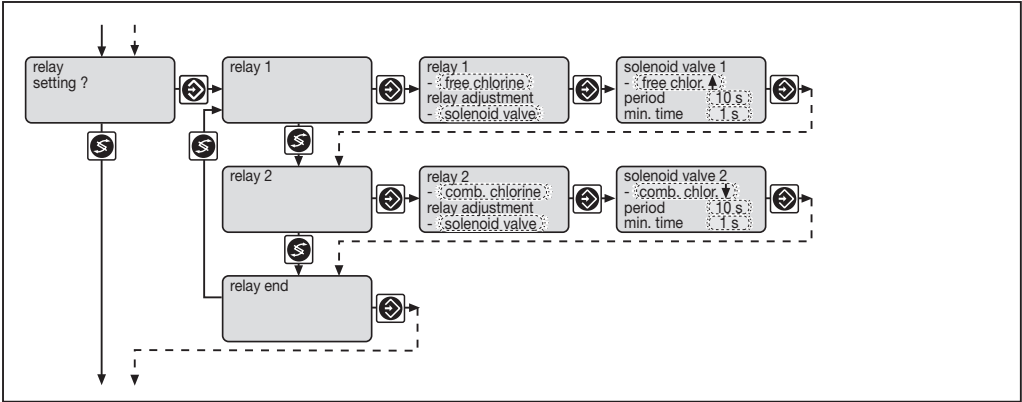 relay
setting ?
relay 1
relay 1
- free chlorine
relay adjustment
- solenoid valve
solenoid valve 1
- free chlor.
period 10 s
min. time 1 s
relay 2
relay 2
- comb. chlorine
relay adjustment
- solenoid valve
solenoid valve 2
- comb. chlor.
period 10 s
min. time 1 s
relay end